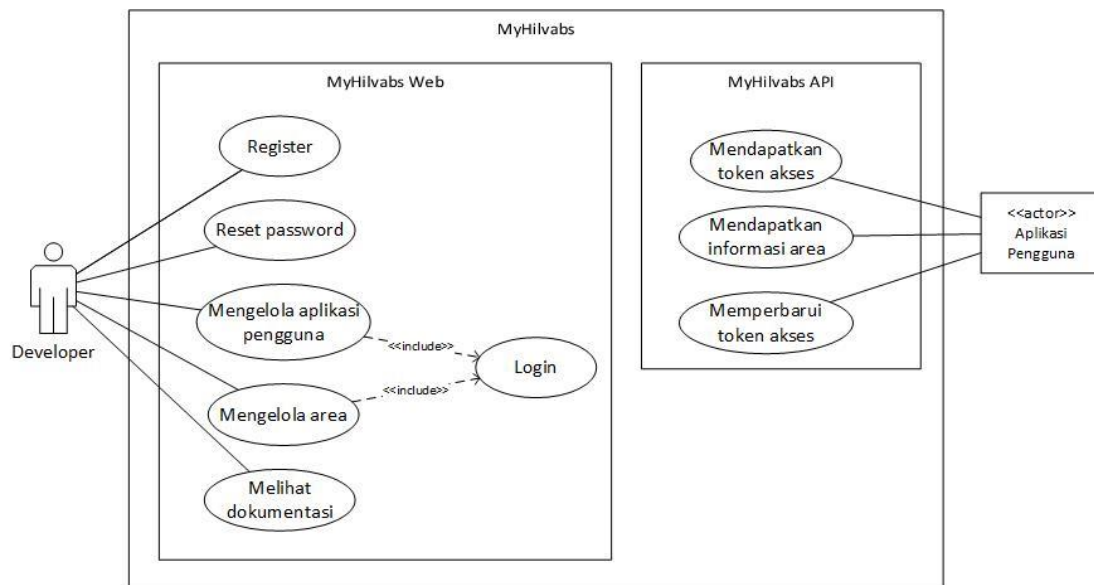 MyHilvabs
MyHilvabs Web
Register
Reset password
Mengelola aplikasi
pengguna
Mengelola area
Melihat
dokumentasi
<<include>>
<<include>>
Login
Developer
MyHilvabs API
Mendapatkan
token akses
Mendapatkan
informasi area
Memperbarui
token akses
<<actor>>
Aplikasi
Pengguna